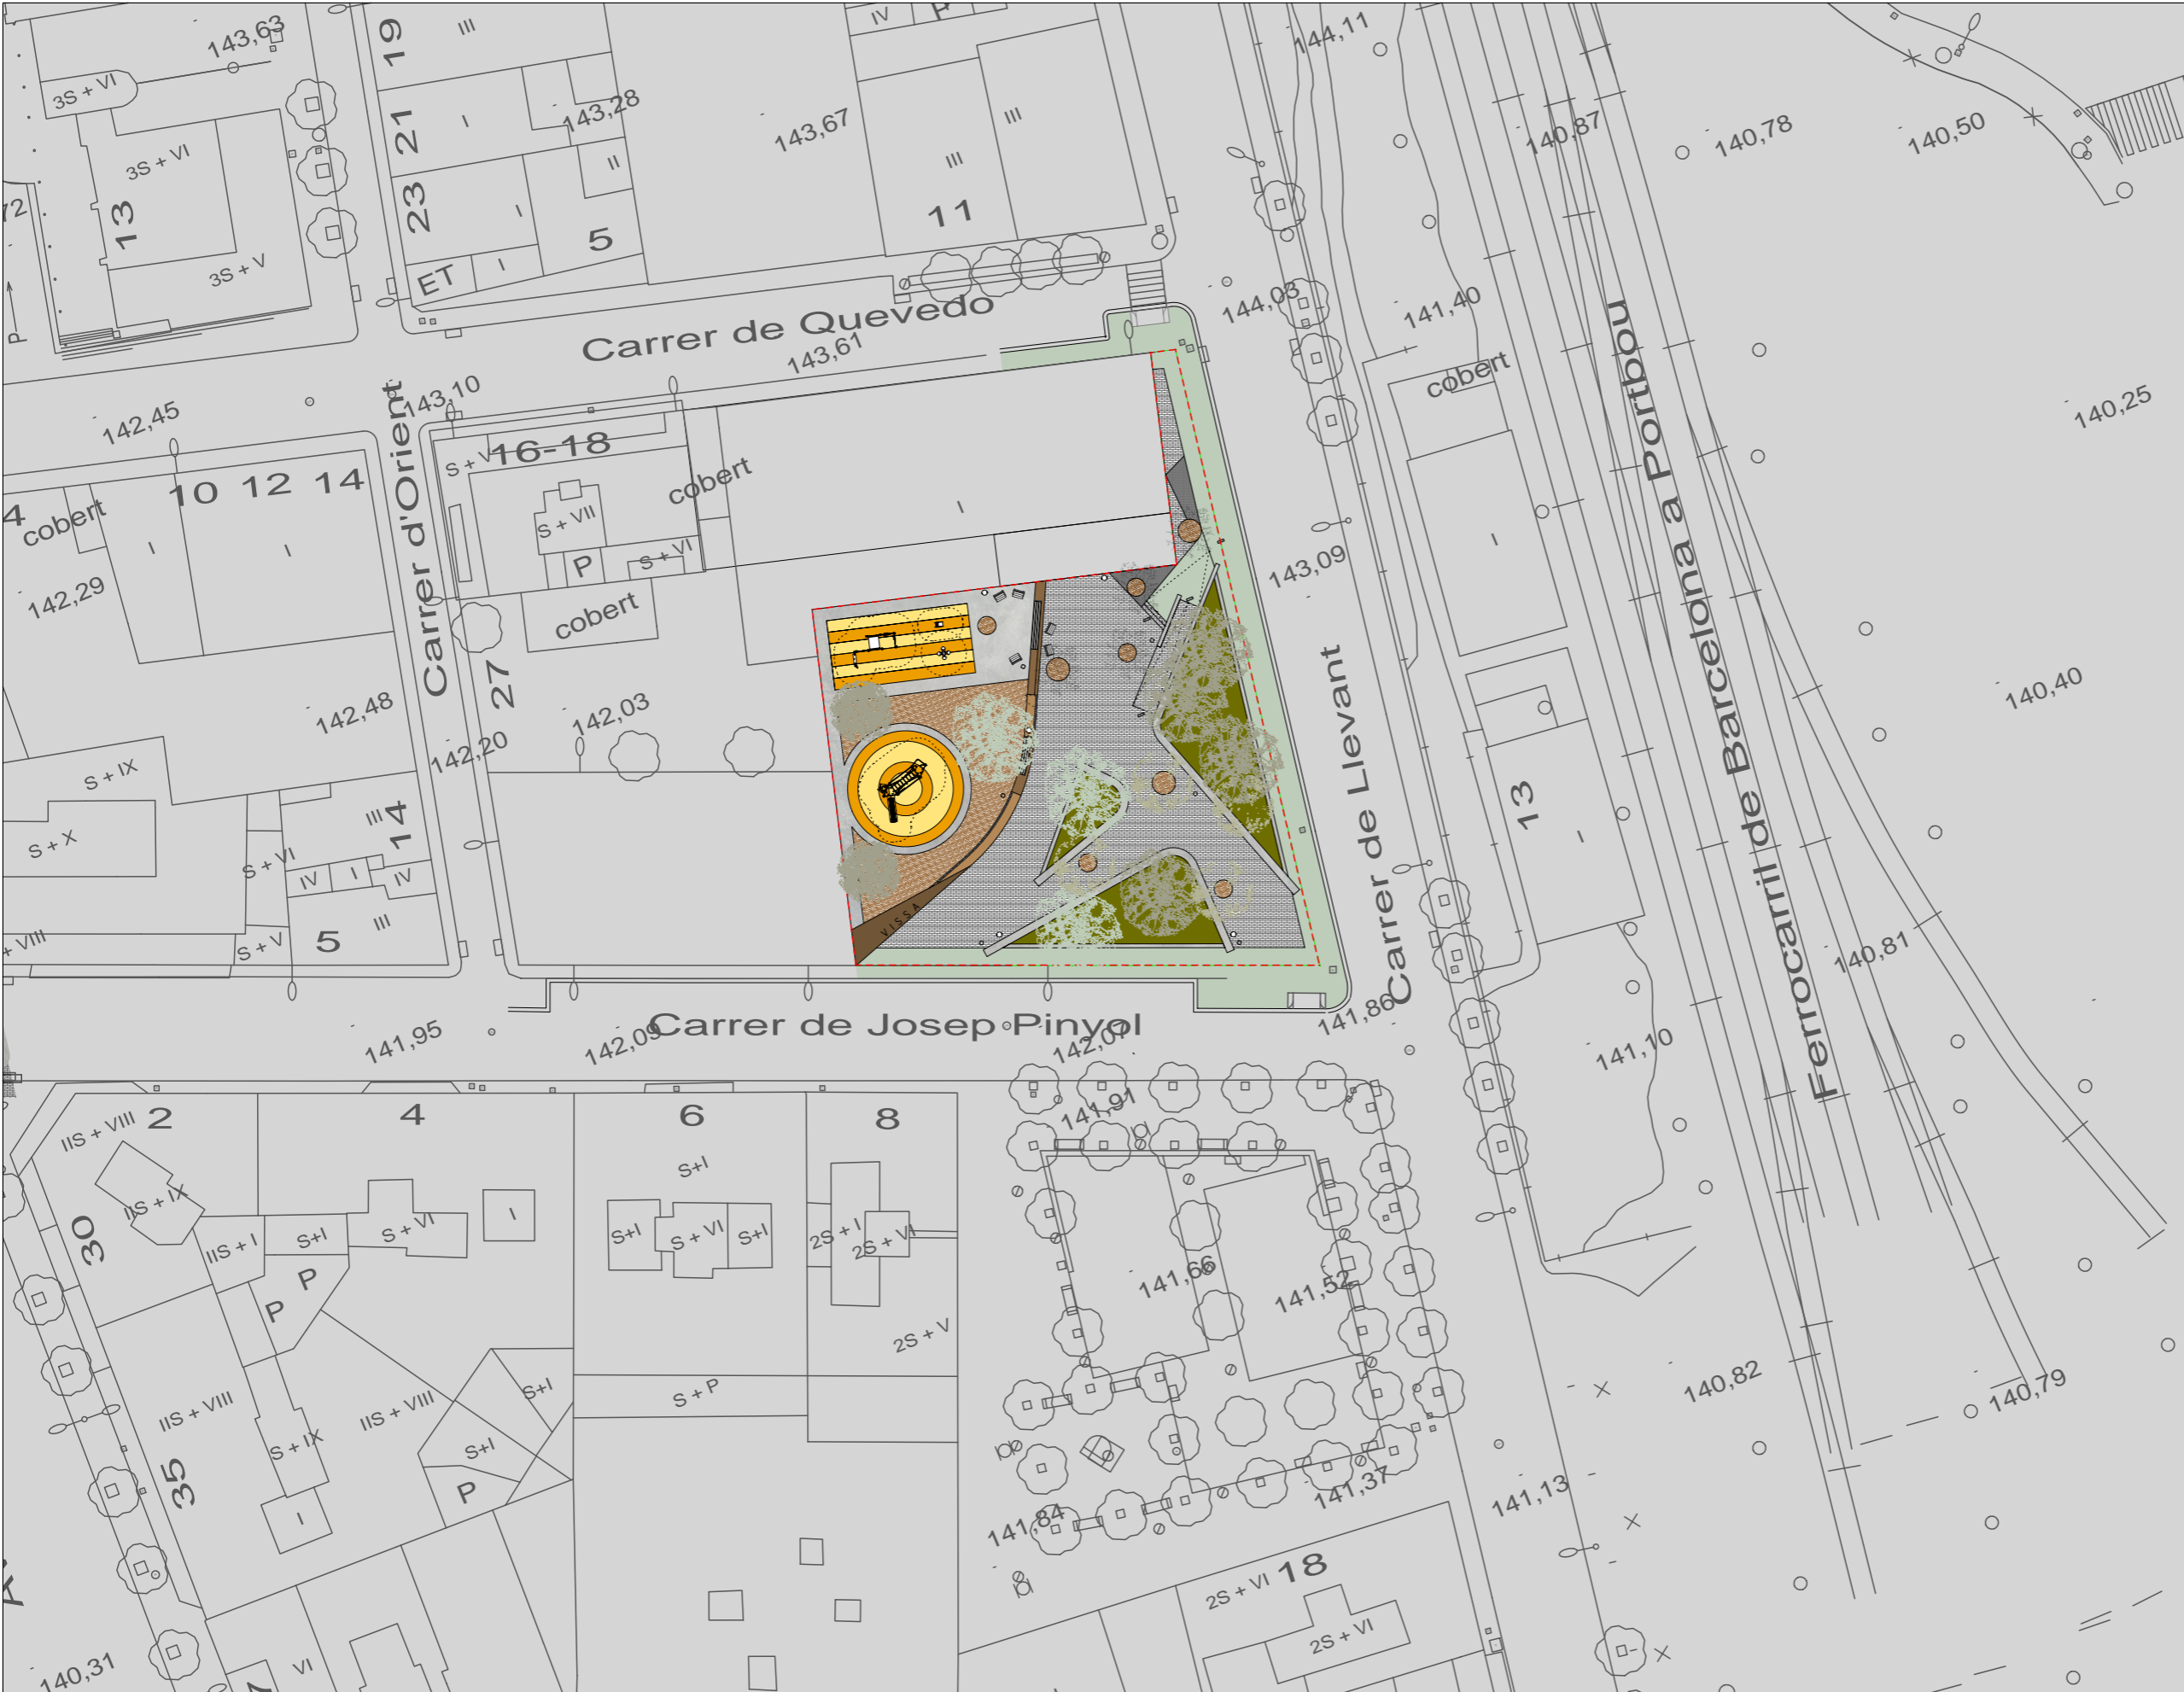 143,63
19
III
IV
P
144,11
3S + VI
21
I
143,28
143,67
III
140,87
140,78
140,50
3S + VI
13
23
II
III
72
I
5
11
3S + V
ET
I
P
Carrer de Quevedo
143,61
144,03
141,40
cobert
Ferrocarril de Barcelona a Portbou
140,25
143,10
142,45
Carrer d'Orient
16-18
S + V
cobert
10 12 14
4
cobert
I
I
S + VII
I
I
P
S + VI
143,09
142,29
cobert
Carrer de Llevant
27
142,48
142,03
142,20
140,40
S + IX
III
14
13
S + X
S + VI
I
IV
I
IV
VISSA
III
5
S + V
+ VIII
140,81
141,95
142,09
Carrer de Josep Pinyol
142,07
141,86
141,10
IIS + VIII
2
4
6
8
141,91
S+I
30
IIS + IX
IIS + I
S+I
S + VI
I
S+I
S + VI
S+I
2S + I
2S + VI
P
P
141,66
141,52
2S + V
IIS + VIII
IIS + VIII
S+I
S + P
140,82
140,79
S + IX
S+I
35
P
141,37
141,13
I
141,84
2S + VI
18
2S + VI
140,31
VI